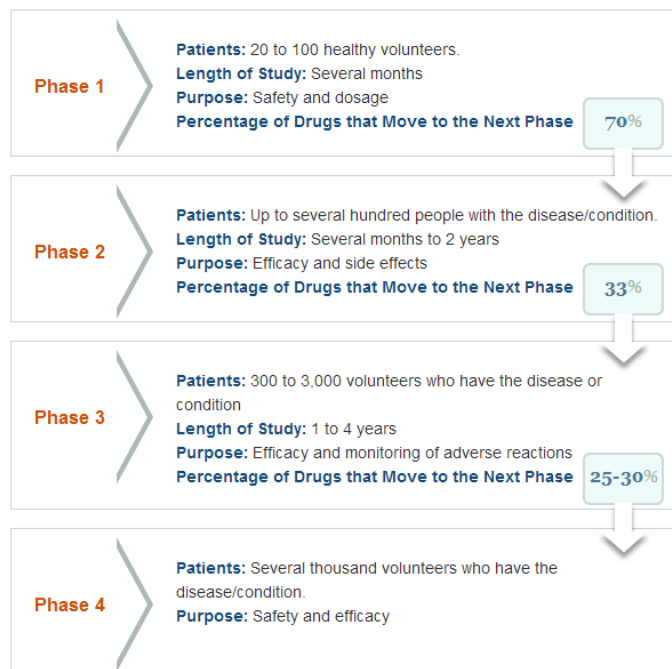 Phase 1
Patients: 20 to 100 healthy volunteers.
Length of Study: Several months
Purpose: Safety and dosage
Percentage of Drugs that Move to the Next Phase 70%
Phase 2
Patients: Up to several hundred people with the disease/condition.
Length of Study: Several months to 2 years
Purpose: Efficacy and side effects
Percentage of Drugs that Move to the Next Phase 33%
Phase 3
Patients: 300 to 3,000 volunteers who have the disease or
condition
Length of Study: 1 to 4 years
Purpose: Efficacy and monitoring of adverse reactions
Percentage of Drugs that Move to the Next Phase 25-30%
Phase 4
Patients: Several thousand volunteers who have the
disease/condition.
Purpose: Safety and efficacy